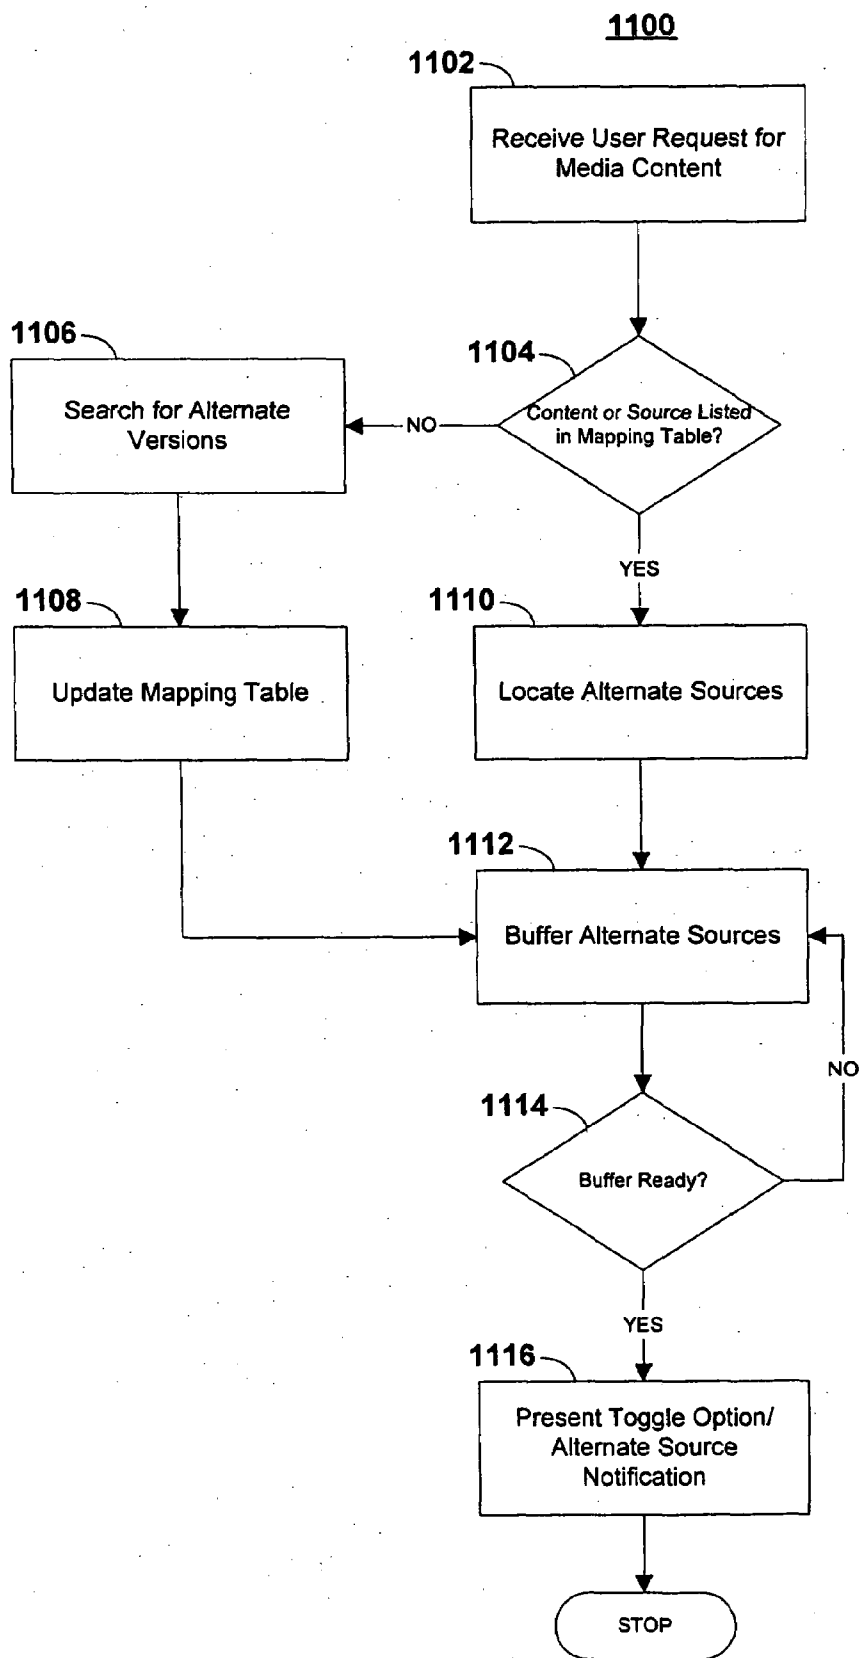 1100
1102
Receive User Request for
Media Content
1104
Content or Source Listed
in Mapping Table?
NO
1106
Search for Alternate
Versions
YES
1108
Update Mapping Table
1110
Locate Alternate Sources
1112
Buffer Alternate Sources
NO
1114
Buffer Ready?
YES
1116
Present Toggle Option/
Alternate Source
Notification
STOP